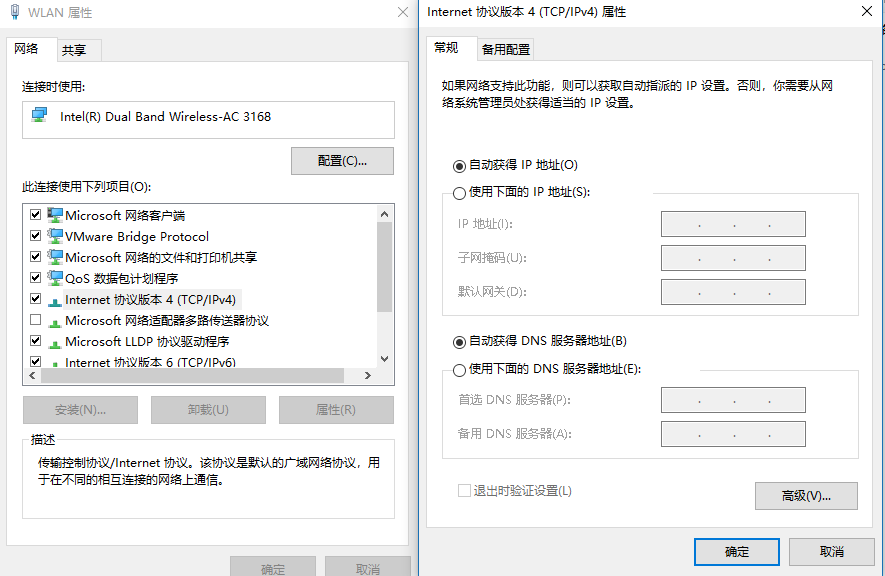 WLAN 属性
网络
共享
连接时使用:
Intel(R) Dual Band Wireless-AC 3168
配置(C)...
此连接使用下列项目(O):
Microsoft 网络客户端
VMware Bridge Protocol
Microsoft 网络的文件和打印机共享
QoS 数据包计划程序
Internet 协议版本 4 (TCP/IPv4)
Microsoft 网络适配器多路传送器协议
Microsoft LLDP 协议驱动程序
Internet 协议版本 6 (TCP/IPv6)
安装(N)...
卸载(U)
属性(R)
描述
传输控制协议/Internet 协议。该协议是默认的广域网络协议，用
于在不同的相互连接的网络上通信。
确定
取消
Internet 协议版本 4 (TCP/IPv4) 属性
常规
备用配置
如果网络支持此功能，则可以获取自动指派的 IP 设置。否则，你需要从网
络系统管理员处获得适当的 IP 设置。
自动获得 IP 地址(O)
使用下面的 IP 地址(S):
IP 地址(I):
子网掩码(U):
默认网关(D):
自动获得 DNS 服务器地址(B)
使用下面的 DNS 服务器地址(E):
首选 DNS 服务器(P):
备用 DNS 服务器(A):
退出时验证设置(L)
高级(V)...
确定
取消